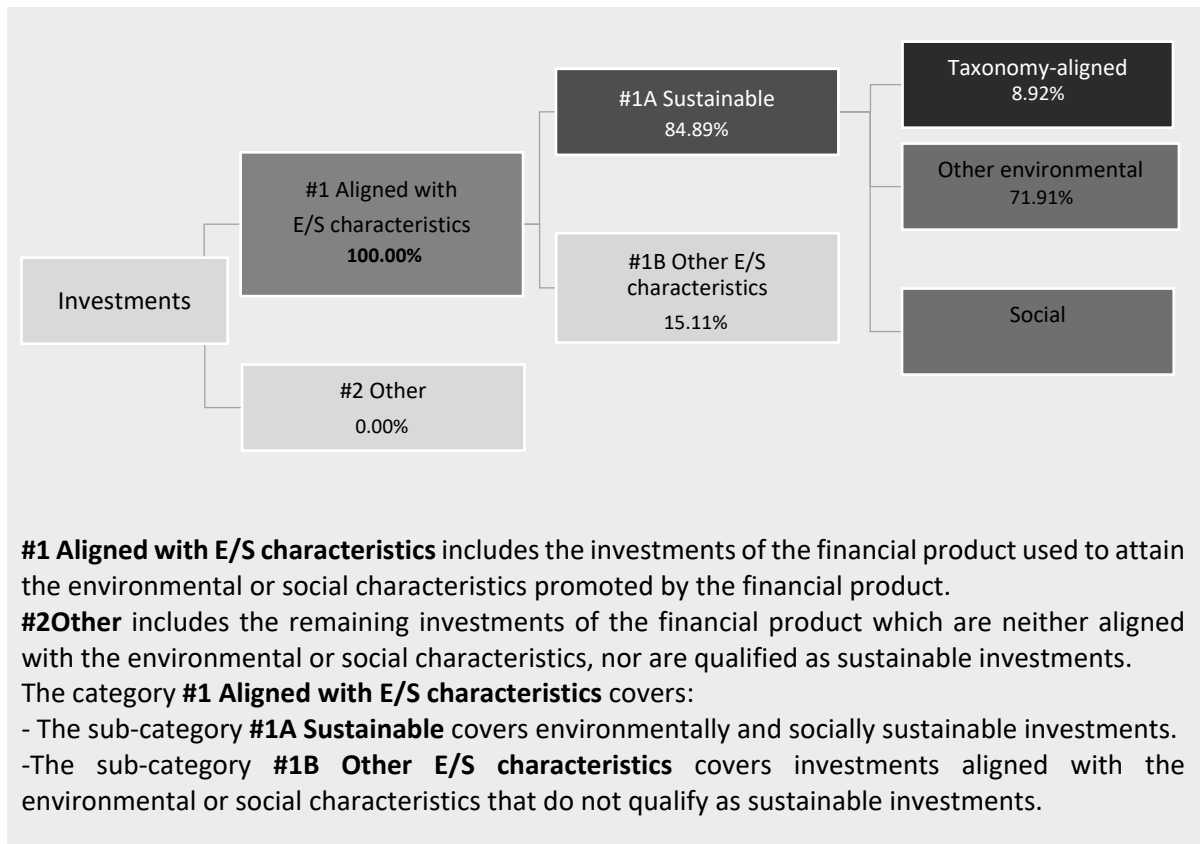 Investments
#1 Aligned with
E/S characteristics
100.00%
#2 Other
0.00%
#1A Sustainable
84.89%
#1B Other E/S
characteristics
15.11%
Taxonomy-aligned
8.92%
Other environmental
71.91%
Social
#1 Aligned with E/S characteristics includes the investments of the financial product used to attain
the environmental or social characteristics promoted by the financial product.
#2Other includes the remaining investments of the financial product which are neither aligned
with the environmental or social characteristics, nor are qualified as sustainable investments.
The category #1 Aligned with E/S characteristics covers:
- The sub-category #1A Sustainable covers environmentally and socially sustainable investments.
-The sub-category #1B Other E/S characteristics covers investments aligned with the
environmental or social characteristics that do not qualify as sustainable investments.